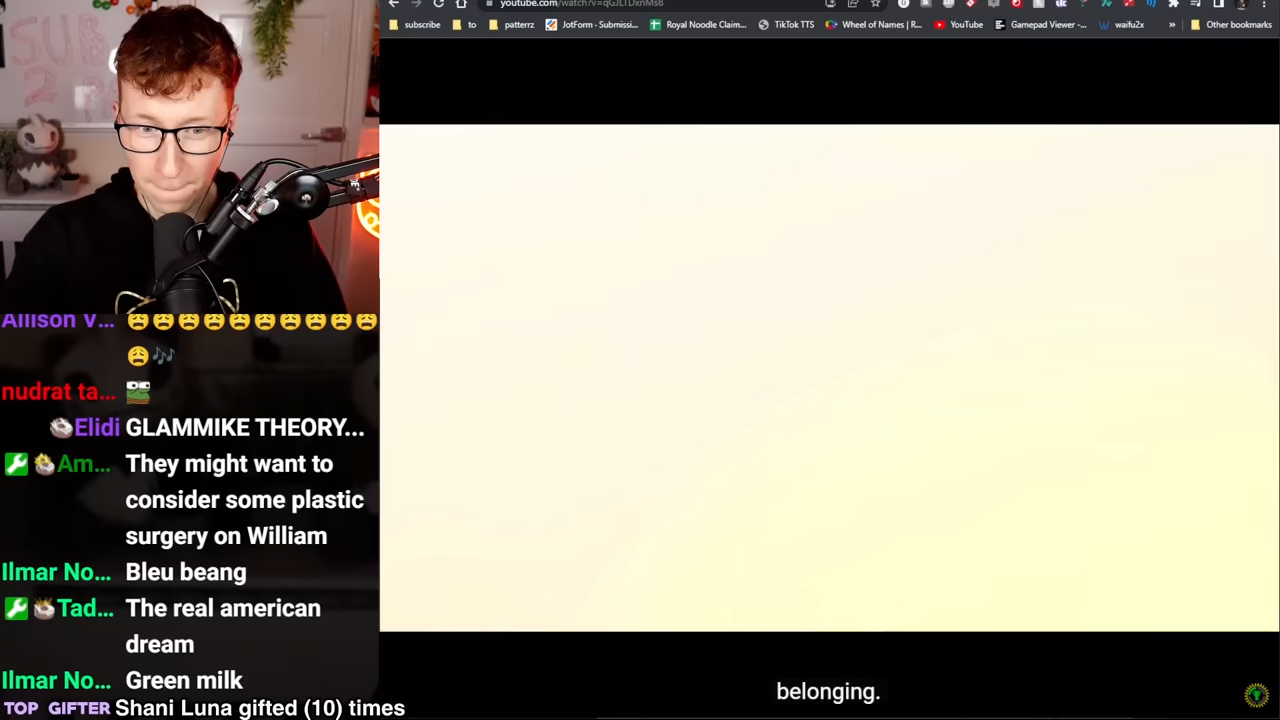 youtube.com/watch?v=qGJLTDxnMs8
subscribe to patterrz JotForm - Submissi... Royal Noodle Claim... TikTok TTS Wheel of Names | R... YouTube Gamepad Viewer -... waifu2x » Other bookmarks
SUB
2
Allison V... 😩😩😩😩😩😩😩😩😩😩
😩🎶
nudrat ta...
Elidi GLAMMIKE THEORY...
Am... They might want to
consider some plastic
surgery on William
Ilmar No... Bleu beang
Tad... The real american
dream
Ilmar No... Green milk
TOP GIFTER Shani Luna gifted (10) times
belonging.